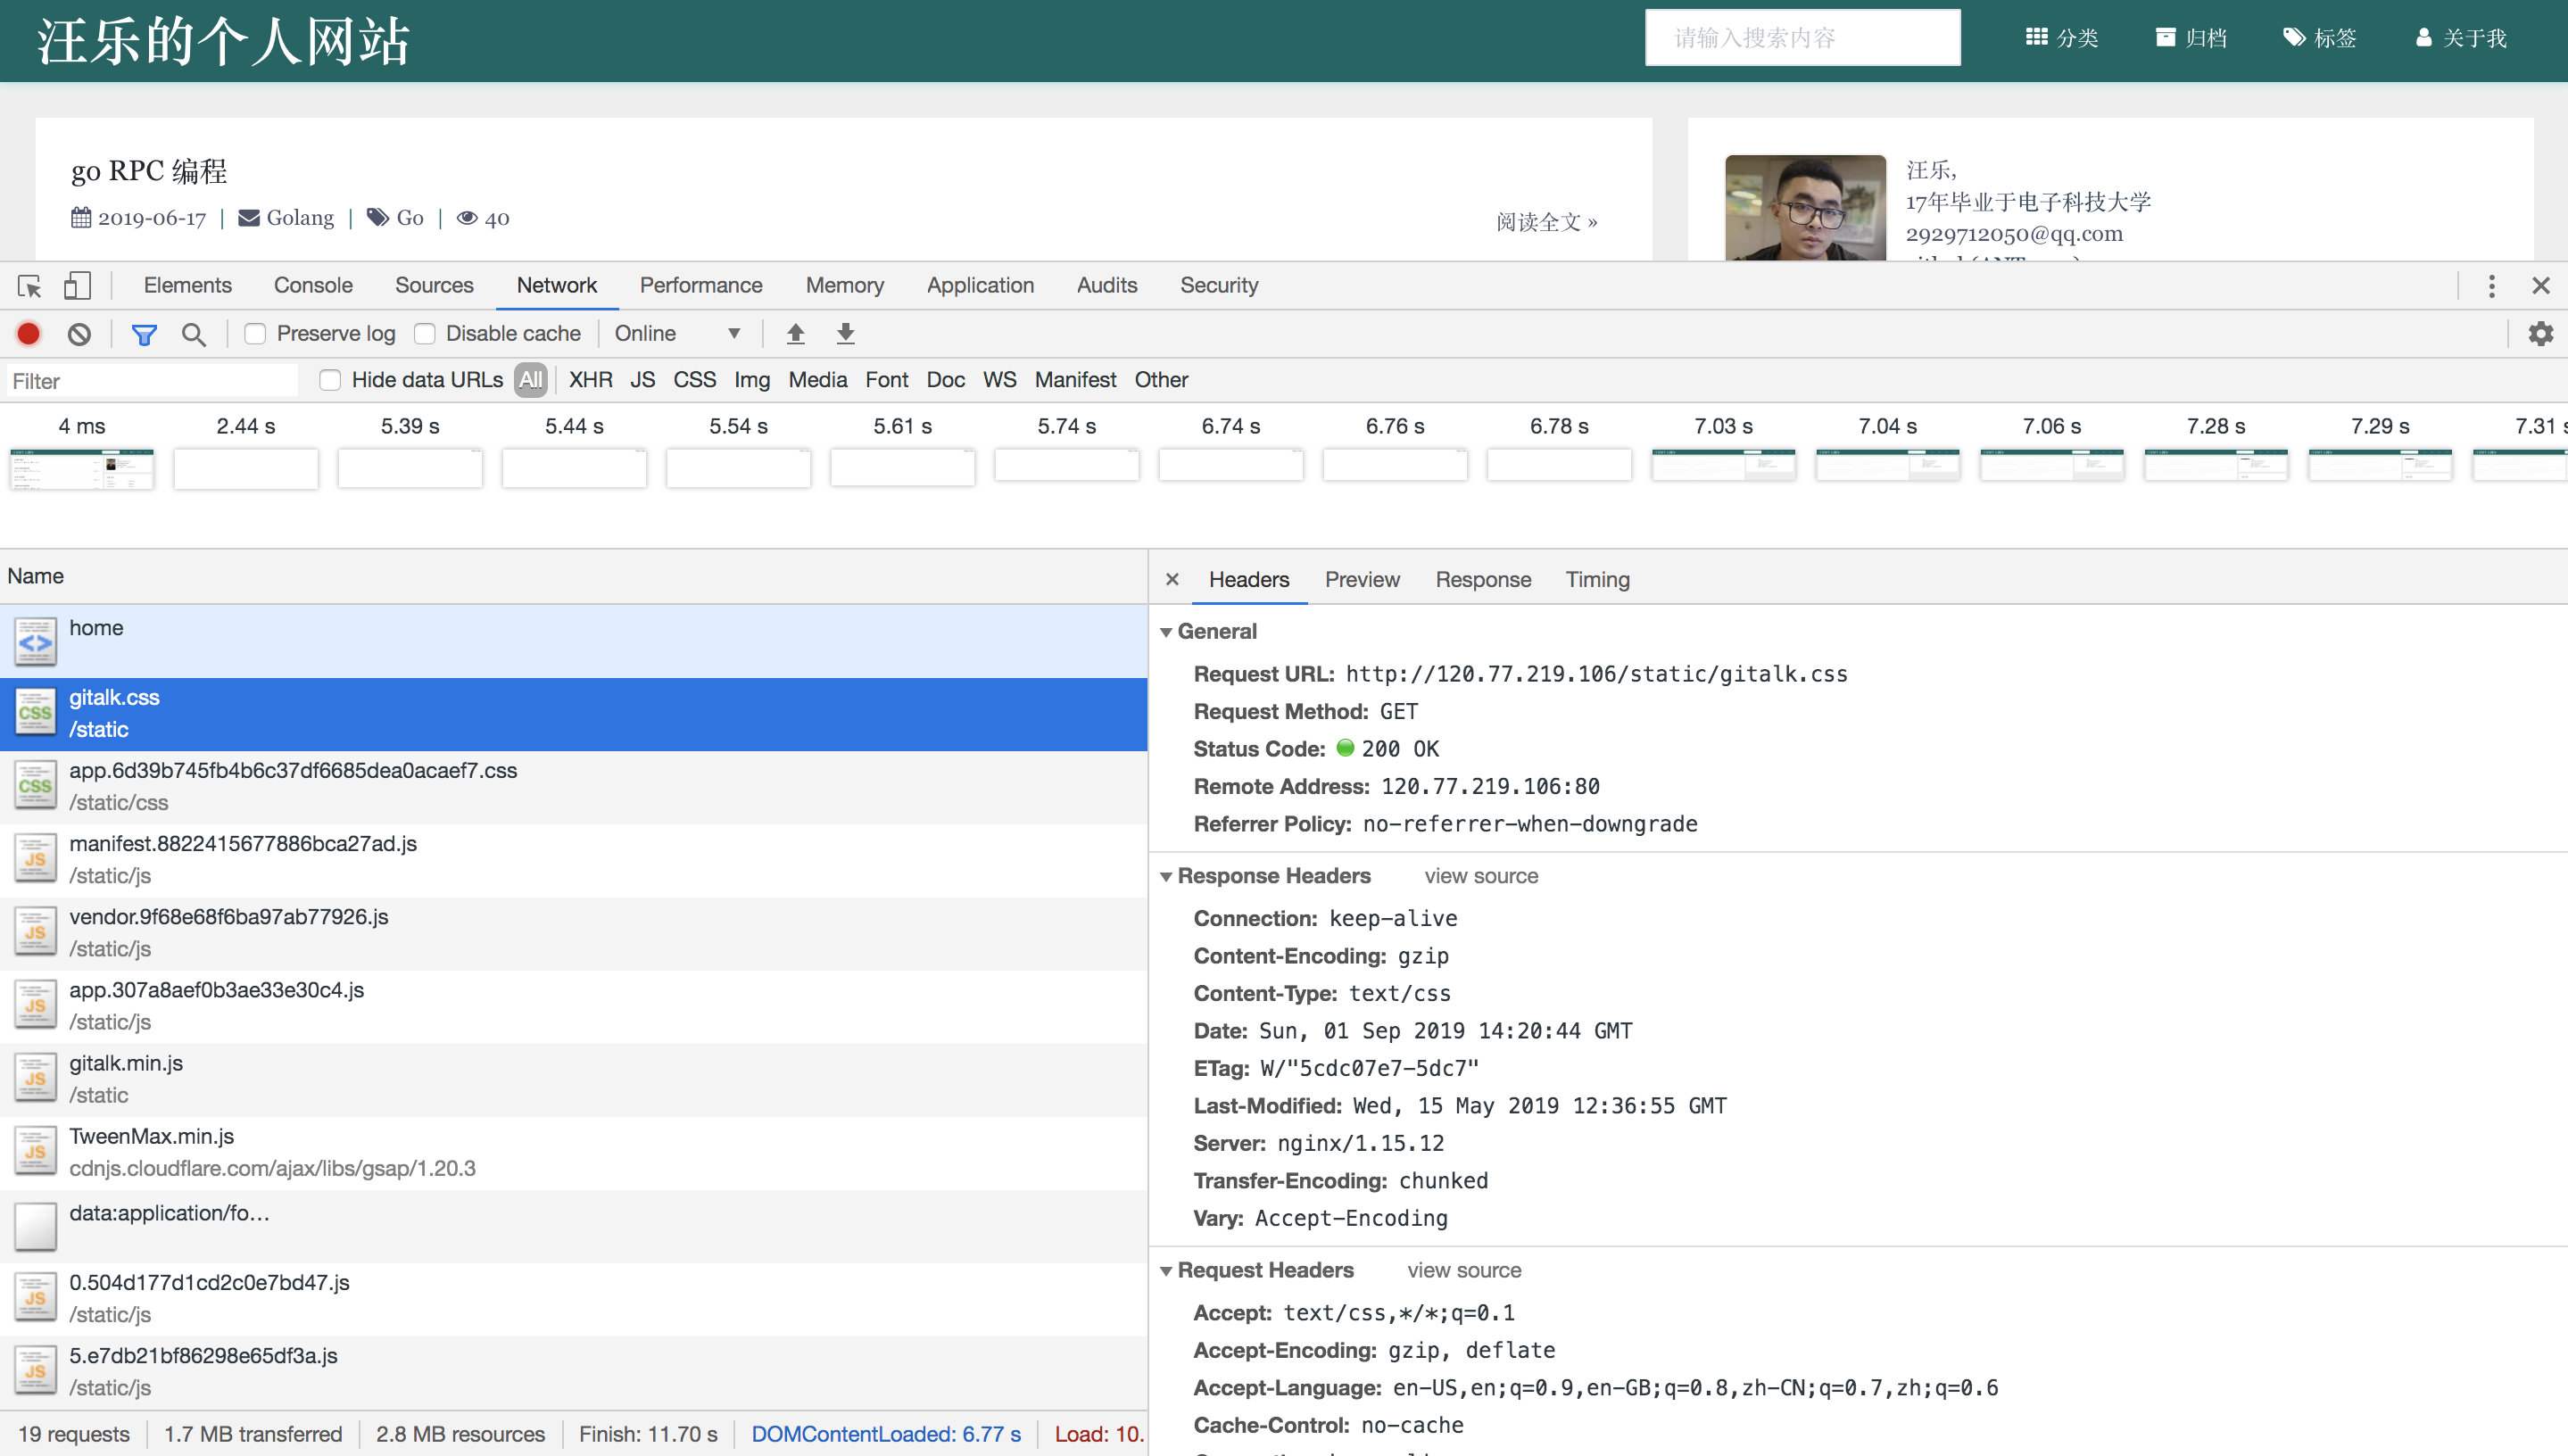 汪乐的个人网站
请输入搜索内容
分类 归档 标签 关于我
go RPC 编程
2019-06-17 | Golang | Go | 40
阅读全文 »
汪乐,
17年毕业于电子科技大学
2929712050@qq.com
Elements Console Sources Network Performance Memory Application Audits Security
Preserve log Disable cache Online
Filter Hide data URLs All XHR JS CSS Img Media Font Doc WS Manifest Other
4 ms 2.44 s 5.39 s 5.44 s 5.54 s 5.61 s 5.74 s 6.74 s 6.76 s 6.78 s 7.03 s 7.04 s 7.06 s 7.28 s 7.29 s 7.31 s
Name
home
gitalk.css
/static
app.6d39b745fb4b6c37df6685dea0acaef7.css
/static/css
manifest.8822415677886bca27ad.js
/static/js
vendor.9f68e68f6ba97ab77926.js
/static/js
app.307a8aef0b3ae33e30c4.js
/static/js
gitalk.min.js
/static
TweenMax.min.js
cdnjs.cloudflare.com/ajax/libs/gsap/1.20.3
data:application/fo…
0.504d177d1cd2c0e7bd47.js
/static/js
5.e7db21bf86298e65df3a.js
/static/js
19 requests 1.7 MB transferred 2.8 MB resources Finish: 11.70 s DOMContentLoaded: 6.77 s Load: 10.
Headers Preview Response Timing
General
Request URL: http://120.77.219.106/static/gitalk.css
Request Method: GET
Status Code: 200 OK
Remote Address: 120.77.219.106:80
Referrer Policy: no-referrer-when-downgrade
Response Headers view source
Connection: keep-alive
Content-Encoding: gzip
Content-Type: text/css
Date: Sun, 01 Sep 2019 14:20:44 GMT
ETag: W/"5cdc07e7-5dc7"
Last-Modified: Wed, 15 May 2019 12:36:55 GMT
Server: nginx/1.15.12
Transfer-Encoding: chunked
Vary: Accept-Encoding
Request Headers view source
Accept: text/css,*/*;q=0.1
Accept-Encoding: gzip, deflate
Accept-Language: en-US,en;q=0.9,en-GB;q=0.8,zh-CN;q=0.7,zh;q=0.6
Cache-Control: no-cache